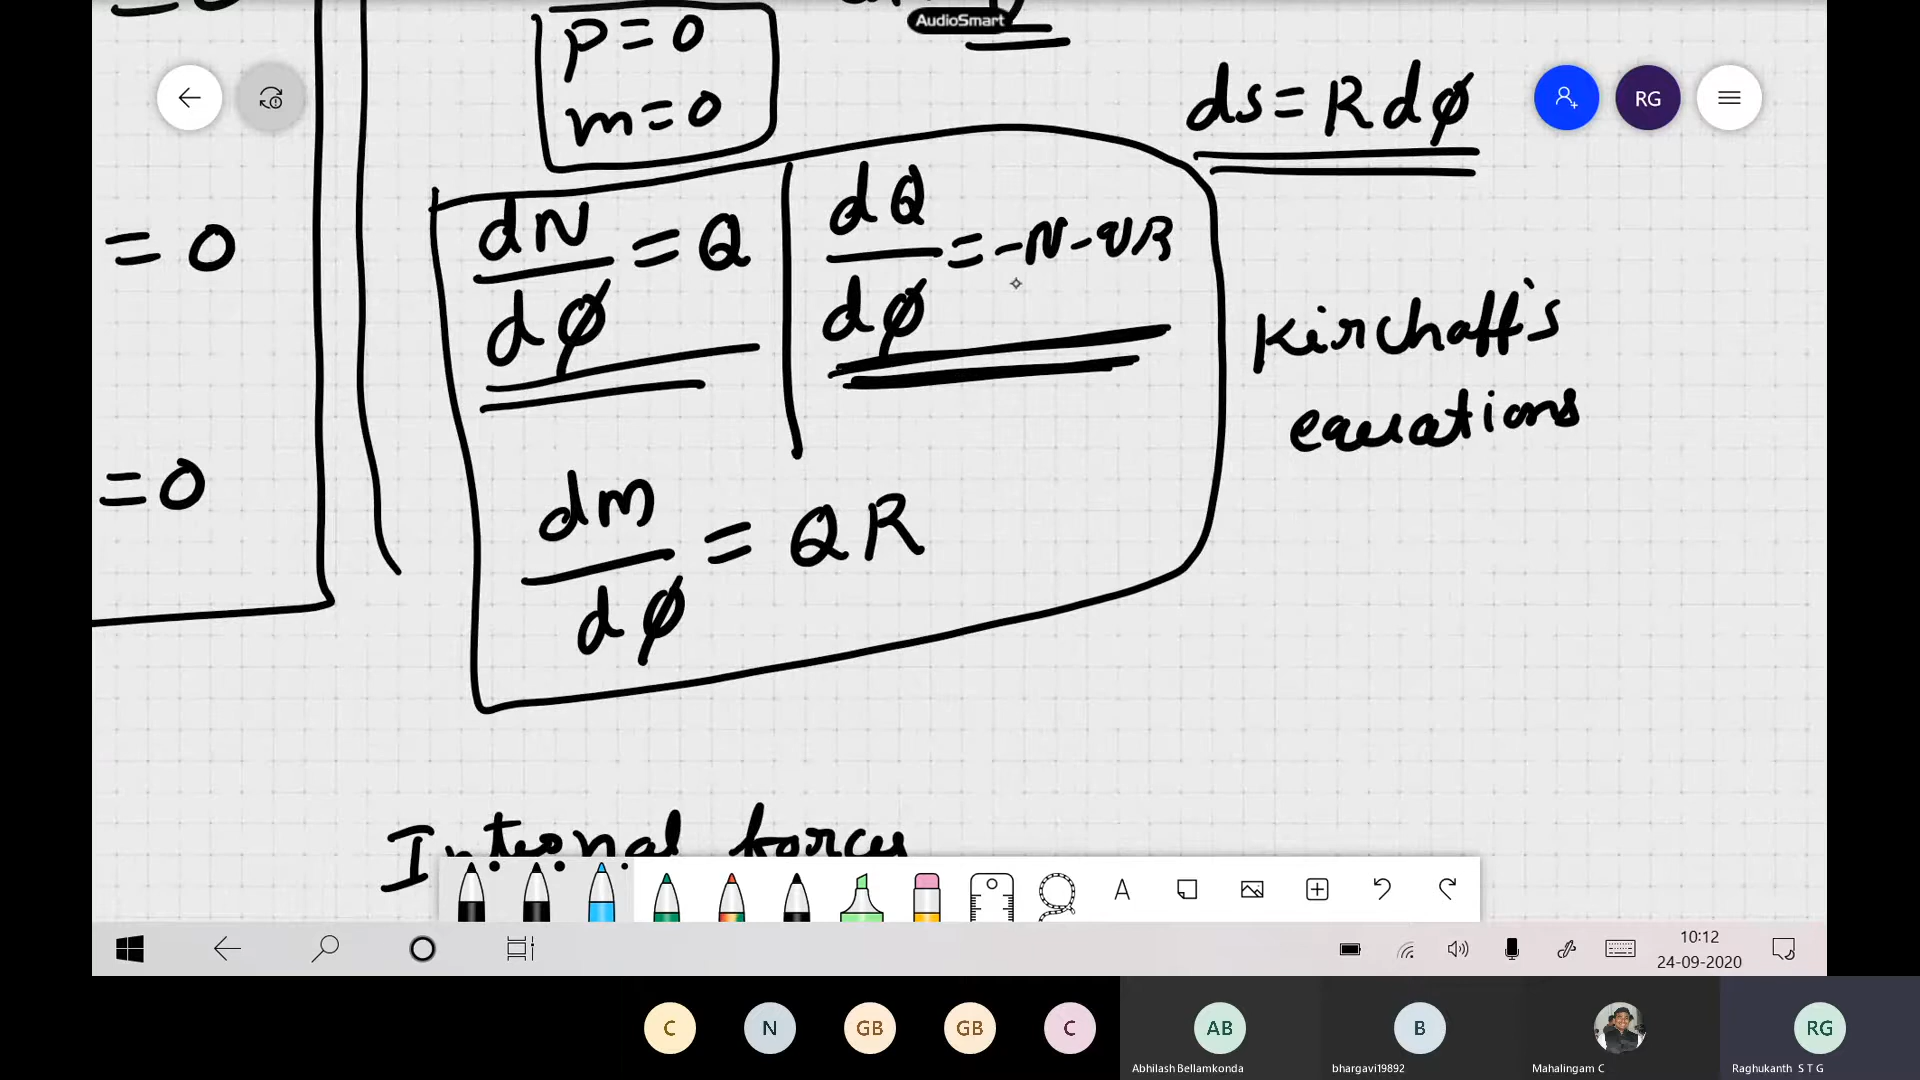 AudioSmart
p=0
m=0
ds=Rdφ
RG
dN/dφ = Q
dQ/dφ = -N-qR
=0
Kirchaff's
equations
=0
dm/dφ = QR
Internal forces
A
10:12
24-09-2020
C
N
GB
GB
C
AB
B
RG
Abhilash Bellamkonda
bhargavi19892
Mahalingam C
Raghukanth S T G